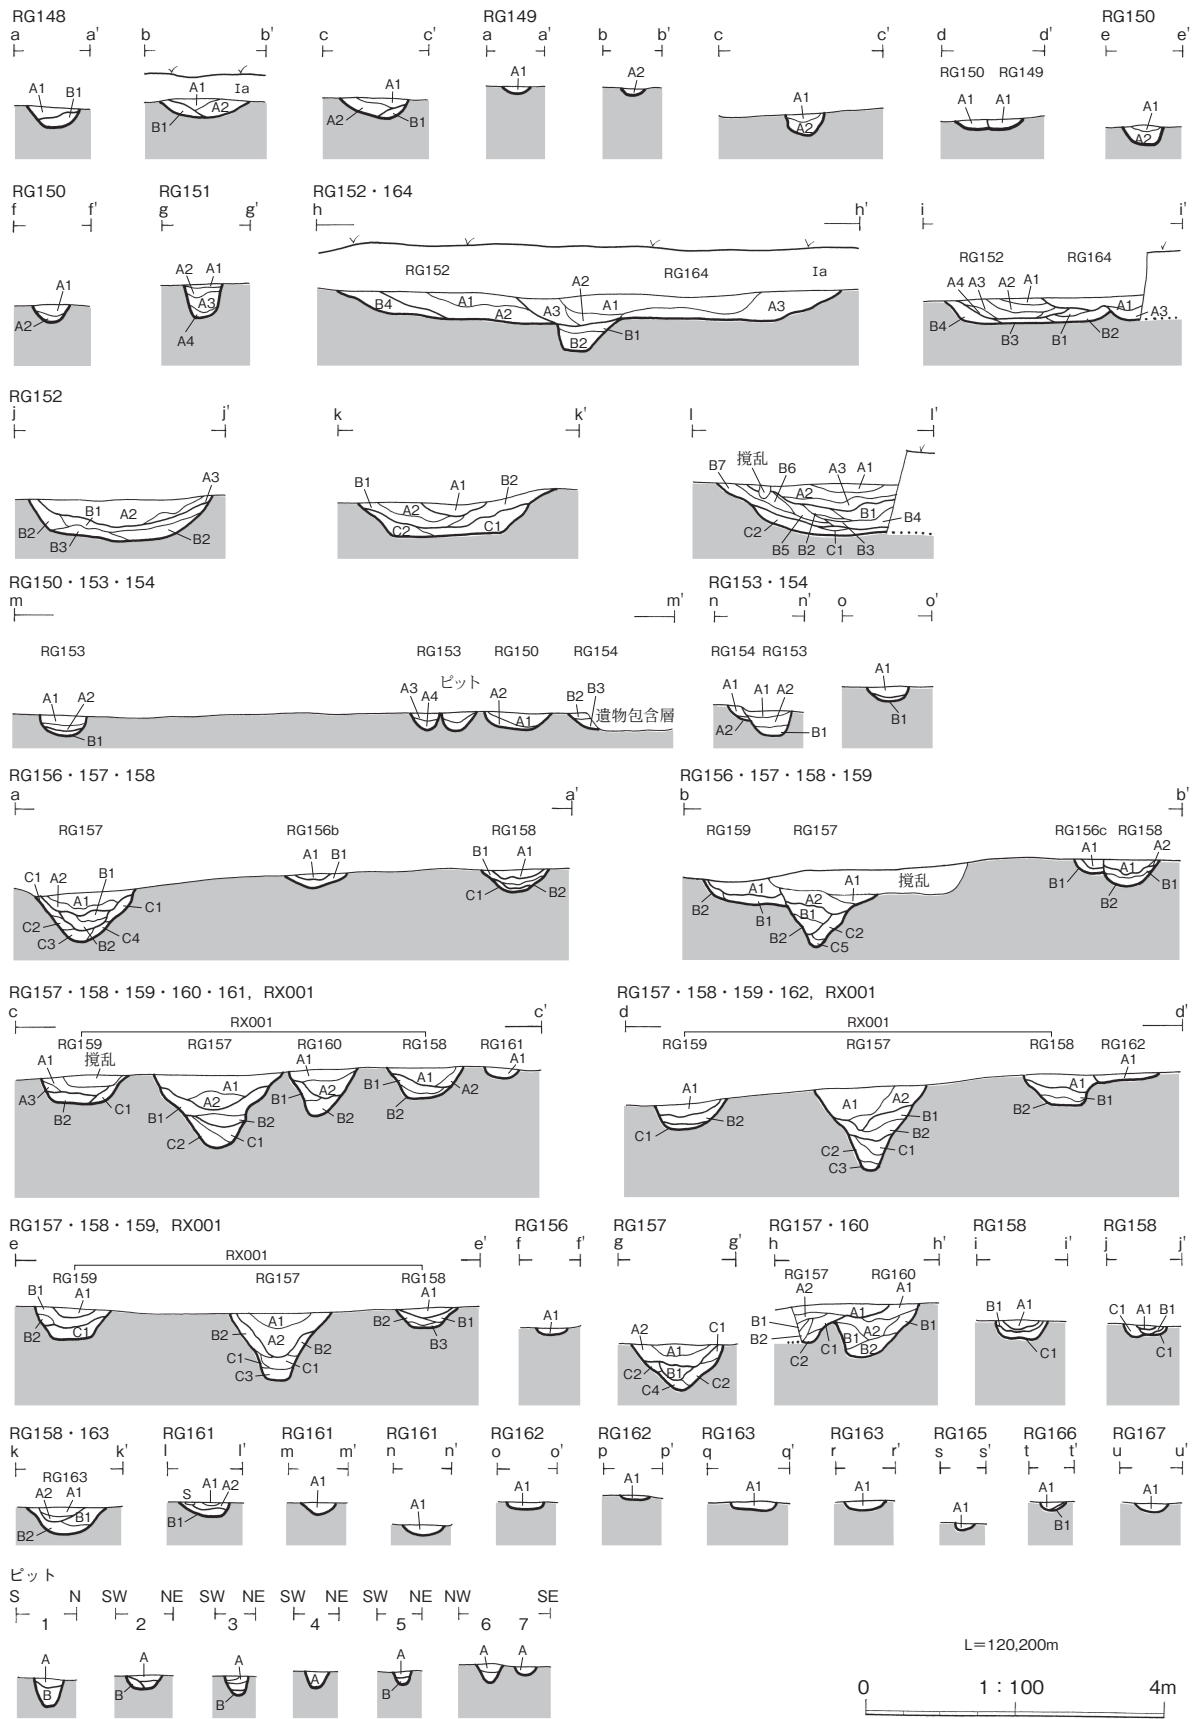 RG148 RG149 RG150
a a' b b' c c' a a' b b' c c' d d' e e'
RG150 RG149
A1 B1 A1 Ia A2 B1 A1 A2 B1 A1 A2 A1 A2 A1 A1 A1 A2
RG150 RG151 RG152・164
f f' g g' h h' i i'
RG152 RG164 Ia RG152 RG164
A1 A2 A2 A1 A3 A4 B4 A1 A2 A3 A2 A1 B1 B2 A3 A4 A3 A2 A1 A1 A3 B4 B3 B1 B2
RG152
j j' k k' l l'
A3 B1 A2 B2 B3 B2 B1 A1 B2 A2 C2 C1 B7 撹乱 B6 A3 A1 A2 B1 B4 C2 B5 B2 C1 B3
RG150・153・154 RG153・154
m m' n n' o o'
RG153 RG153 RG150 RG154 RG154 RG153
A1 A2 B1 A3 A4 ピット A2 A1 B2 B3 遺物包含層 A1 A1 A2 A2 B1 A1 B1
RG156・157・158 RG156・157・158・159
a a' b b'
RG157 RG156b RG158 RG159 RG157 RG156c RG158
C1 A2 B1 A1 C1 C2 C3 B2 C4 A1 B1 B1 A1 C1 B2 A1 B2 B1 A1 撹乱 A2 B1 B2 C2 C5 A1 A2 A1 B1 B1 B2
RG157・158・159・160・161, RX001 RG157・158・159・162, RX001
c c' d d'
RX001 RX001
RG159 RG157 RG160 RG158 RG161 RG159 RG157 RG158 RG162
A1 撹乱 A3 B2 C1 A1 A2 B1 B2 C2 C1 A1 A2 B1 B2 A1 B1 A2 B2 A1 A1 B2 C1 A1 A2 B1 B2 C2 C1 C3 A1 A1 B1 B2
RG157・158・159, RX001 RG156 RG157 RG157・160 RG158 RG158
e e' f f' g g' h h' i i' j j'
RX001
RG159 RG157 RG158 RG157 RG160
B1 A1 B2 C1 A1 B2 A2 B2 C1 C1 C3 A1 B2 B1 B3 A1 A2 C1 A1 C2 B1 C4 C2 A2 A1 A1 B1 B2 C2 C1 B1 A2 B2 B1 B1 A1 C1 C1 A1 B1 C1
RG158・163 RG161 RG161 RG161 RG162 RG162 RG163 RG163 RG165 RG166 RG167
k k' l l' m m' n n' o o' p p' q q' r r' s s' t t' u u'
RG163
A2 A1 B1 B2 S A1 A2 B1 A1 A1 A1 A1 A1 A1 A1 A1 B1 A1
ピット
S N SW NE SW NE SW NE SW NE NW SE
1 2 3 4 5 6 7
A B A B A B A A B A A
L=120,200m
0 1:100 4m